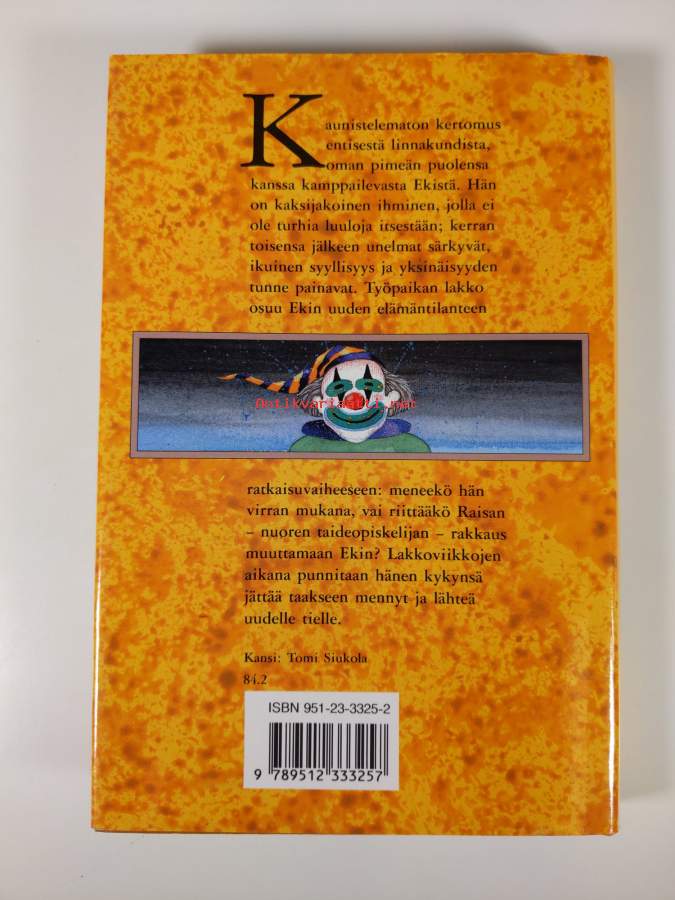 Kaunistelematon kertomus
entisestä linnakundista,
oman pimeän puolensa
kanssa kamppailevasta Ekistä. Hän
on kaksijakoinen ihminen, jolla ei
ole turhia luuloja itsestään; kerran
toisensa jälkeen unelmat särkyvät,
ikuinen syyllisyys ja yksinäisyyden
tunne painavat. Työpaikan lakko
osuu Ekin uuden elämäntilanteen
Antikvariaatti.net
ratkaisuvaiheeseen: meneekö hän
virran mukana, vai riittääkö Raisan
– nuoren taideopiskelijan – rakkaus
muuttamaan Ekin? Lakkoviikkojen
aikana punnitaan hänen kykynsä
jättää taakseen mennyt ja lähteä
uudelle tielle.
Kansi: Tomi Siukola
84.2
ISBN 951-23-3325-2
9 789512 333257